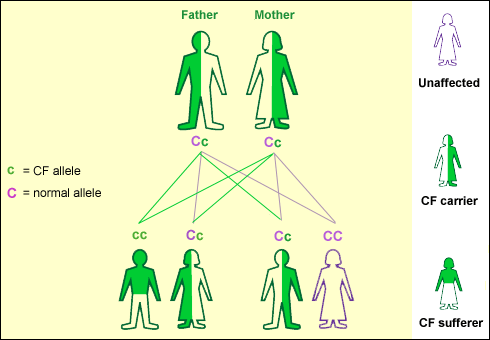 Father Mother
Unaffected
Cc Cc
c = CF allele
C = normal allele
CF carrier
cc Cc Cc CC
CF sufferer